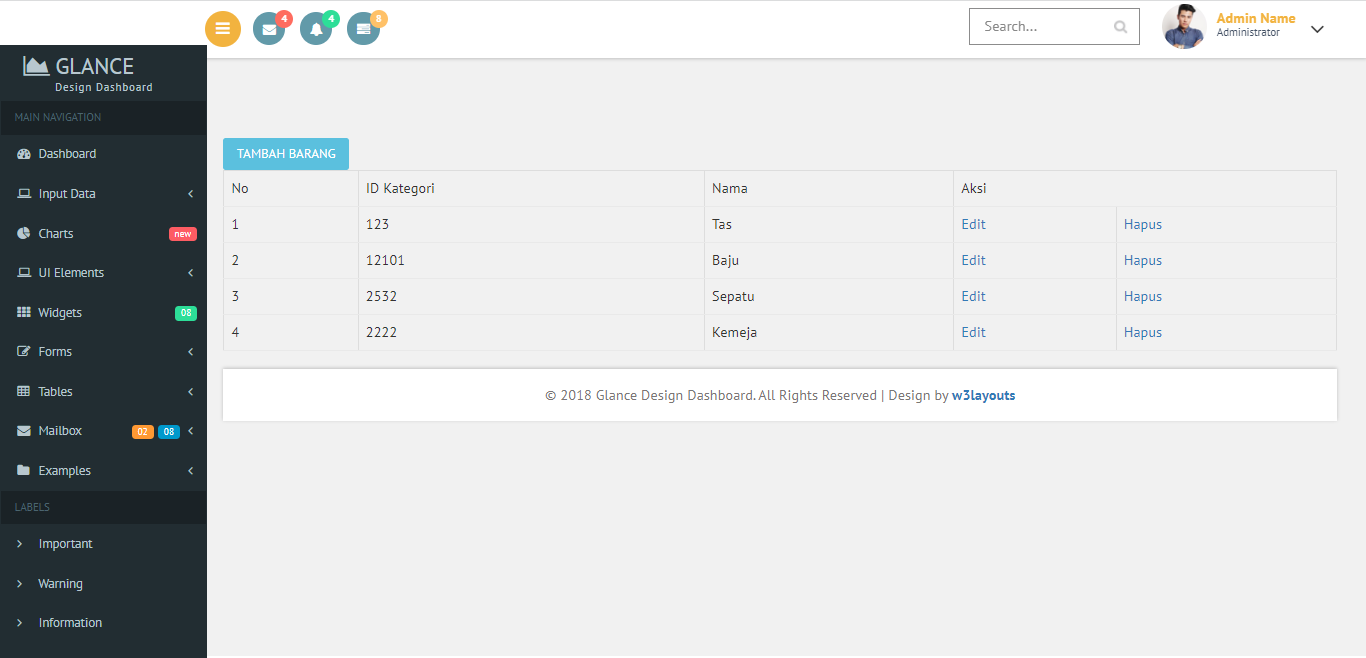 4
4
8
Search...
Admin Name
Administrator
GLANCE
Design Dashboard
MAIN NAVIGATION
Dashboard
Input Data
Charts new
UI Elements
Widgets 08
Forms
Tables
Mailbox 02 08
Examples
LABELS
Important
Warning
Information
TAMBAH BARANG
No ID Kategori Nama Aksi
1 123 Tas Edit Hapus
2 12101 Baju Edit Hapus
3 2532 Sepatu Edit Hapus
4 2222 Kemeja Edit Hapus
© 2018 Glance Design Dashboard. All Rights Reserved | Design by w3layouts